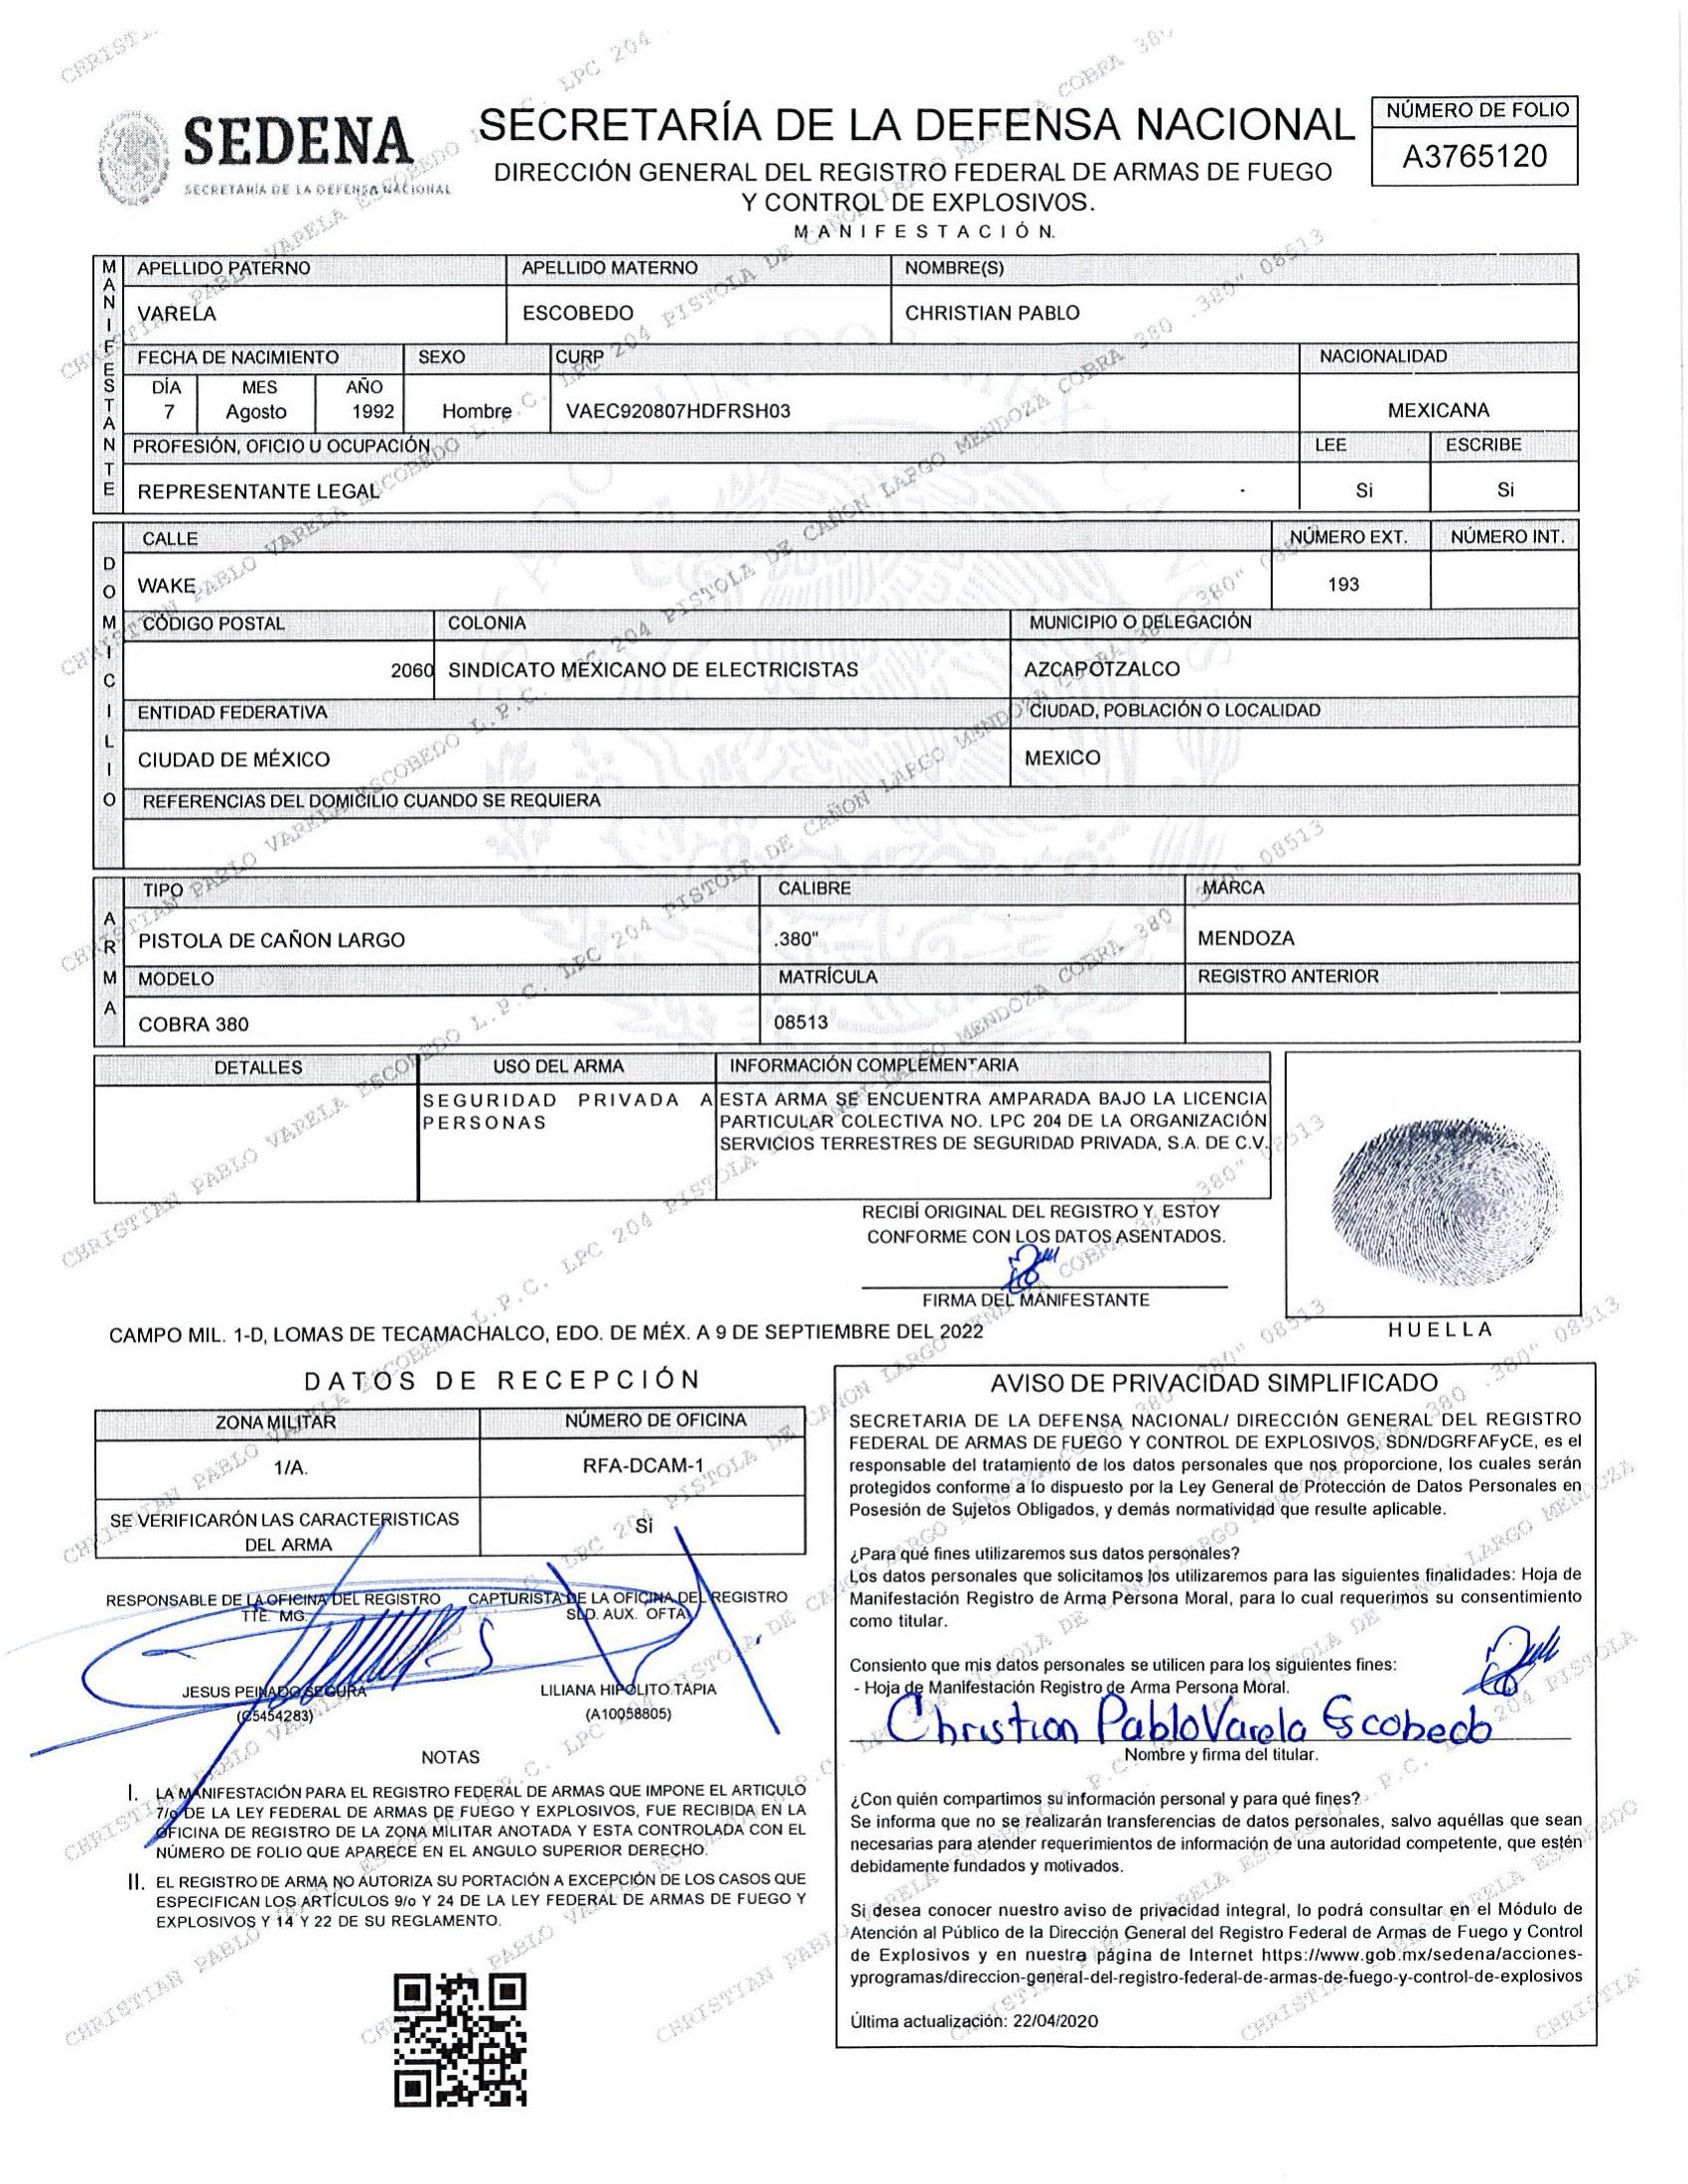 SEDENA
SECRETARÍA DE LA DEFENSA NACIONAL
SECRETARÍA DE LA DEFENSA NACIONAL
DIRECCIÓN GENERAL DEL REGISTRO FEDERAL DE ARMAS DE FUEGO
Y CONTROL DE EXPLOSIVOS.
MANIFESTACIÓN.
NÚMERO DE FOLIO
A3765120
MANIFESTANTE
APELLIDO PATERNO APELLIDO MATERNO NOMBRE(S)
VARELA ESCOBEDO CHRISTIAN PABLO
FECHA DE NACIMIENTO SEXO CURP NACIONALIDAD
DÍA MES AÑO
7 Agosto 1992 Hombre VAEC920807HDFRSH03 MEXICANA
PROFESIÓN, OFICIO U OCUPACIÓN LEE ESCRIBE
REPRESENTANTE LEGAL Si Si
DOMICILIO
CALLE NÚMERO EXT. NÚMERO INT.
WAKE 193
CÓDIGO POSTAL COLONIA MUNICIPIO O DELEGACIÓN
2060 SINDICATO MEXICANO DE ELECTRICISTAS AZCAPOTZALCO
ENTIDAD FEDERATIVA CIUDAD, POBLACIÓN O LOCALIDAD
CIUDAD DE MÉXICO MEXICO
REFERENCIAS DEL DOMICILIO CUANDO SE REQUIERA
ARMA
TIPO CALIBRE MARCA
PISTOLA DE CAÑON LARGO .380" MENDOZA
MODELO MATRÍCULA REGISTRO ANTERIOR
COBRA 380 08513
DETALLES USO DEL ARMA INFORMACIÓN COMPLEMENTARIA
SEGURIDAD PRIVADA A
PERSONAS
ESTA ARMA SE ENCUENTRA AMPARADA BAJO LA LICENCIA
PARTICULAR COLECTIVA NO. LPC 204 DE LA ORGANIZACIÓN
SERVICIOS TERRESTRES DE SEGURIDAD PRIVADA, S.A. DE C.V.
RECIBÍ ORIGINAL DEL REGISTRO Y ESTOY
CONFORME CON LOS DATOS ASENTADOS.
FIRMA DEL MANIFESTANTE
HUELLA
CAMPO MIL. 1-D, LOMAS DE TECAMACHALCO, EDO. DE MÉX. A 9 DE SEPTIEMBRE DEL 2022
DATOS DE RECEPCIÓN
ZONA MILITAR NÚMERO DE OFICINA
1/A. RFA-DCAM-1
SE VERIFICARÓN LAS CARACTERISTICAS
DEL ARMA
Si
RESPONSABLE DE LA OFICINA DEL REGISTRO
TTE. MG.
JESUS PEINADO SEGURA
(C5454283)
CAPTURISTA DE LA OFICINA DEL REGISTRO
SLD. AUX. OFTA.
LILIANA HIPOLITO TAPIA
(A10058805)
NOTAS
I. LA MANIFESTACIÓN PARA EL REGISTRO FEDERAL DE ARMAS QUE IMPONE EL ARTICULO
7/o DE LA LEY FEDERAL DE ARMAS DE FUEGO Y EXPLOSIVOS, FUE RECIBIDA EN LA
OFICINA DE REGISTRO DE LA ZONA MILITAR ANOTADA Y ESTA CONTROLADA CON EL
NÚMERO DE FOLIO QUE APARECE EN EL ANGULO SUPERIOR DERECHO.
II. EL REGISTRO DE ARMA NO AUTORIZA SU PORTACIÓN A EXCEPCIÓN DE LOS CASOS QUE
ESPECIFICAN LOS ARTÍCULOS 9/o Y 24 DE LA LEY FEDERAL DE ARMAS DE FUEGO Y
EXPLOSIVOS Y 14 Y 22 DE SU REGLAMENTO.
AVISO DE PRIVACIDAD SIMPLIFICADO
SECRETARIA DE LA DEFENSA NACIONAL/ DIRECCIÓN GENERAL DEL REGISTRO
FEDERAL DE ARMAS DE FUEGO Y CONTROL DE EXPLOSIVOS, SDN/DGRFAFyCE, es el
responsable del tratamiento de los datos personales que nos proporcione, los cuales serán
protegidos conforme a lo dispuesto por la Ley General de Protección de Datos Personales en
Posesión de Sujetos Obligados, y demás normatividad que resulte aplicable.
¿Para qué fines utilizaremos sus datos personales?
Los datos personales que solicitamos los utilizaremos para las siguientes finalidades: Hoja de
Manifestación Registro de Arma Persona Moral, para lo cual requerimos su consentimiento
como titular.
Consiento que mis datos personales se utilicen para los siguientes fines:
- Hoja de Manifestación Registro de Arma Persona Moral.
Christian Pablo Varela Escobedo
Nombre y firma del titular.
¿Con quién compartimos su información personal y para qué fines?
Se informa que no se realizarán transferencias de datos personales, salvo aquéllas que sean
necesarias para atender requerimientos de información de una autoridad competente, que estén
debidamente fundados y motivados.
Si desea conocer nuestro aviso de privacidad integral, lo podrá consultar en el Módulo de
Atención al Público de la Dirección General del Registro Federal de Armas de Fuego y Control
de Explosivos y en nuestra página de Internet https://www.gob.mx/sedena/acciones-
yprogramas/direccion-general-del-registro-federal-de-armas-de-fuego-y-control-de-explosivos
Última actualización: 22/04/2020
CHRISTIAN PABLO VARELA ESCOBEDO L.P.C. LPC 204 PISTOLA DE CAÑON LARGO MENDOZA COBRA 380 .380" 08513